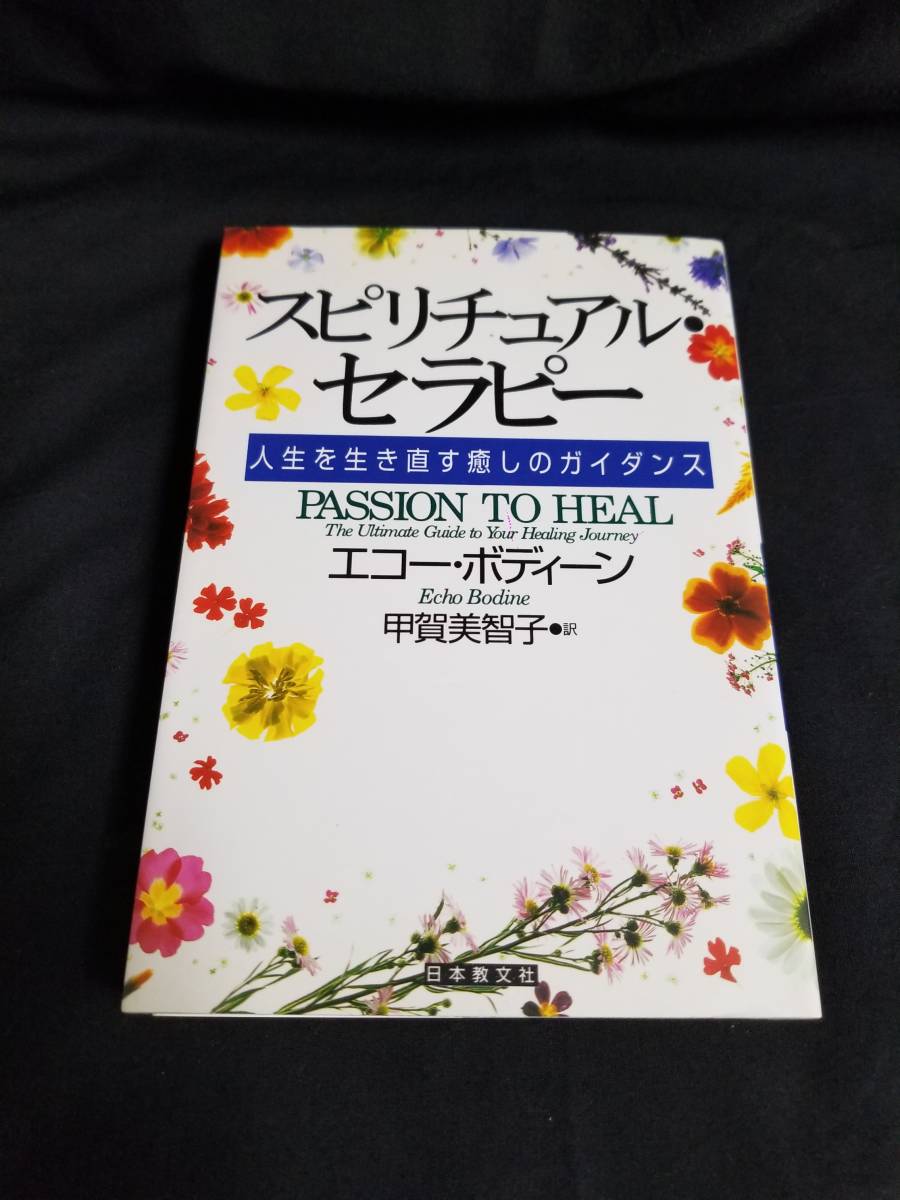 スピリチュアル・
セラピー
人生を生き直す癒しのガイダンス
PASSION TO HEAL
The Ultimate Guide to Your Healing Journey
エコー・ボディーン
Echo Bodine
甲賀美智子●訳
日本教文社